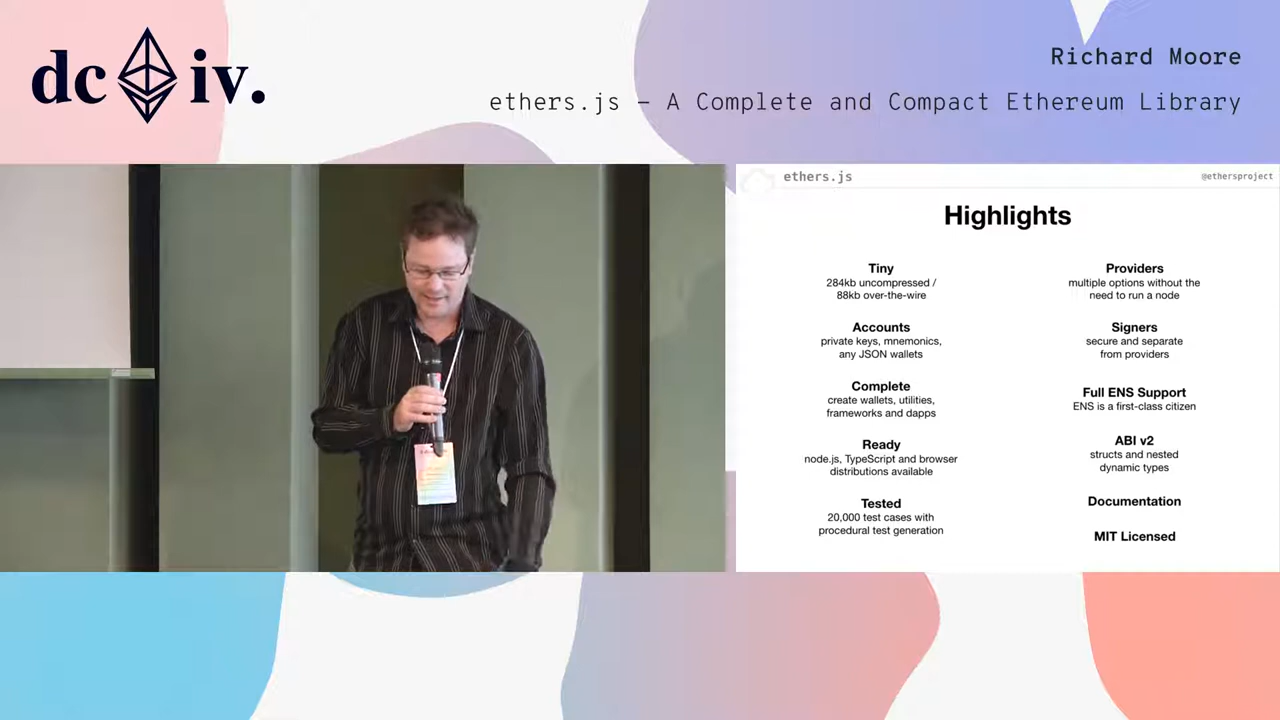 dc iv.
Richard Moore
ethers.js – A Complete and Compact Ethereum Library
ethers.js
@ethersproject
Highlights
Tiny
284kb uncompressed /
88kb over-the-wire
Accounts
private keys, mnemonics,
any JSON wallets
Complete
create wallets, utilities,
frameworks and dapps
Ready
node.js, TypeScript and browser
distributions available
Tested
20,000 test cases with
procedural test generation
Providers
multiple options without the
need to run a node
Signers
secure and separate
from providers
Full ENS Support
ENS is a first-class citizen
ABI v2
structs and nested
dynamic types
Documentation
MIT Licensed